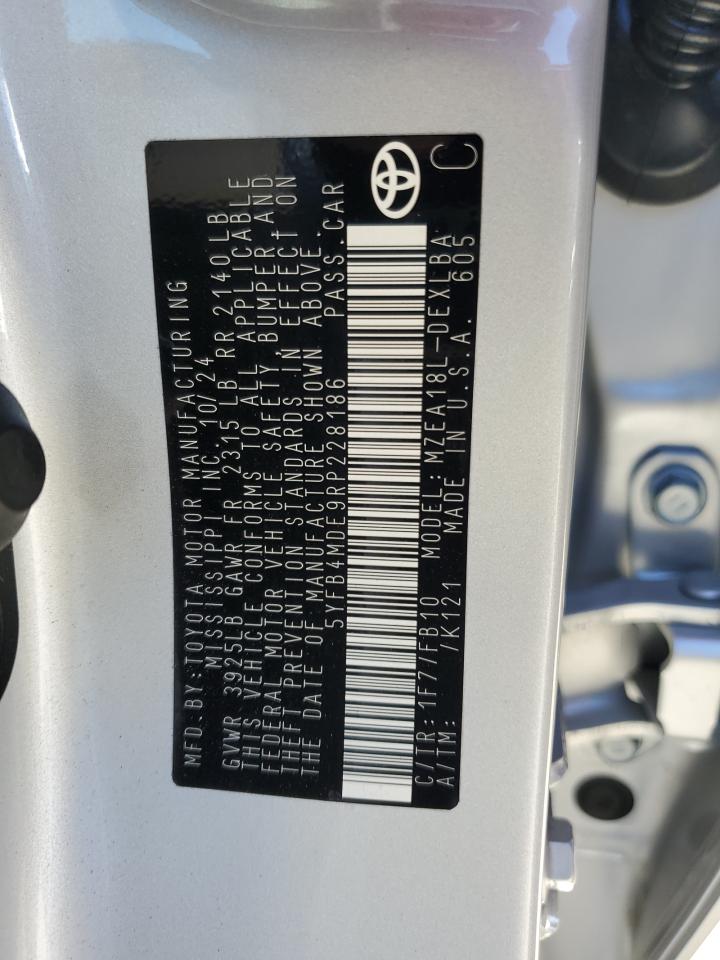 MFD.BY:TOYOTA MOTOR MANUFACTURING
MISSISSIPPI INC. 10/24
GVWR 3925LB GAWR FR 2315 LB RR 2140 LB
THIS VEHICLE CONFORMS TO ALL APPLICABLE
FEDERAL MOTOR VEHICLE SAFETY, BUMPER, AND
THEFT PREVENTION STANDARDS IN EFFECT ON
THE DATE OF MANUFACTURE SHOWN ABOVE.
5YFB4MDE9RP228186 PASS.CAR
C/TR:1F7/FB10 MODEL:MZEA18L-DEXLBA
A/TM: /K121 MADE IN U.S.A. 605
C